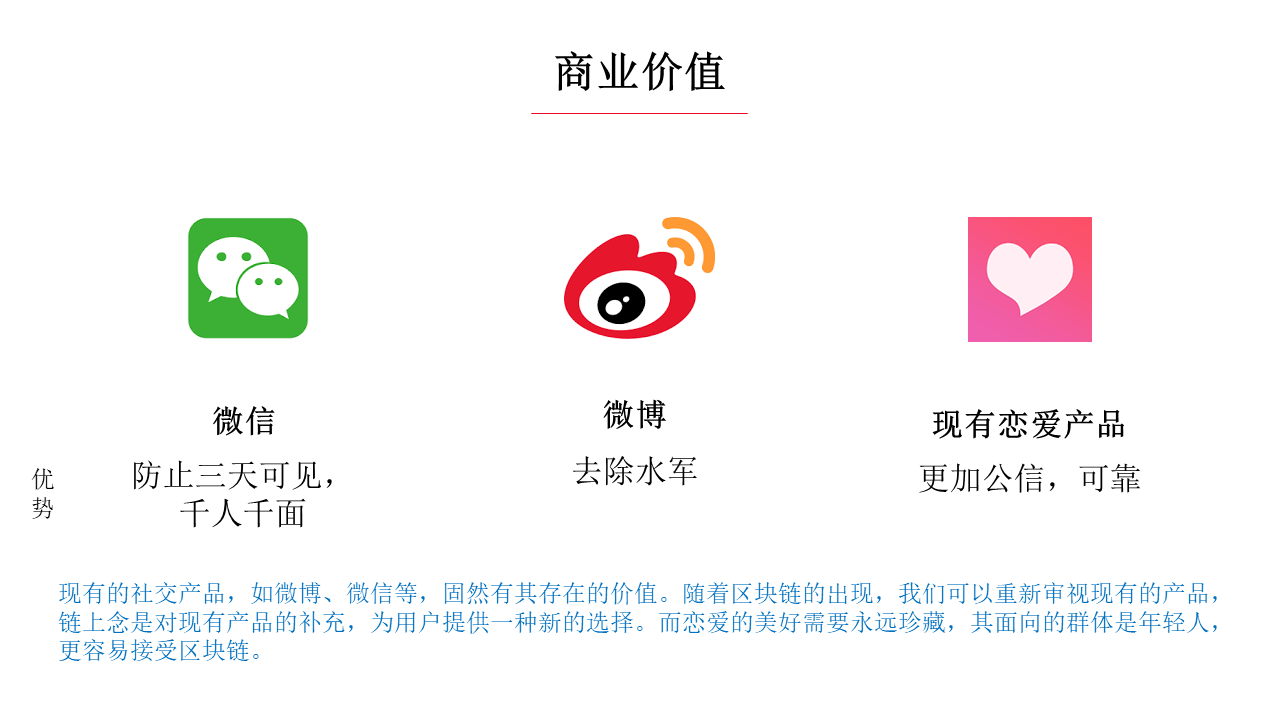 商业价值
微信
微博
现有恋爱产品
优势
防止三天可见，
千人千面
去除水军
更加公信，可靠
现有的社交产品，如微博、微信等，固然有其存在的价值。随着区块链的出现，我们可以重新审视现有的产品，
链上念是对现有产品的补充，为用户提供一种新的选择。而恋爱的美好需要永远珍藏，其面向的群体是年轻人，
更容易接受区块链。